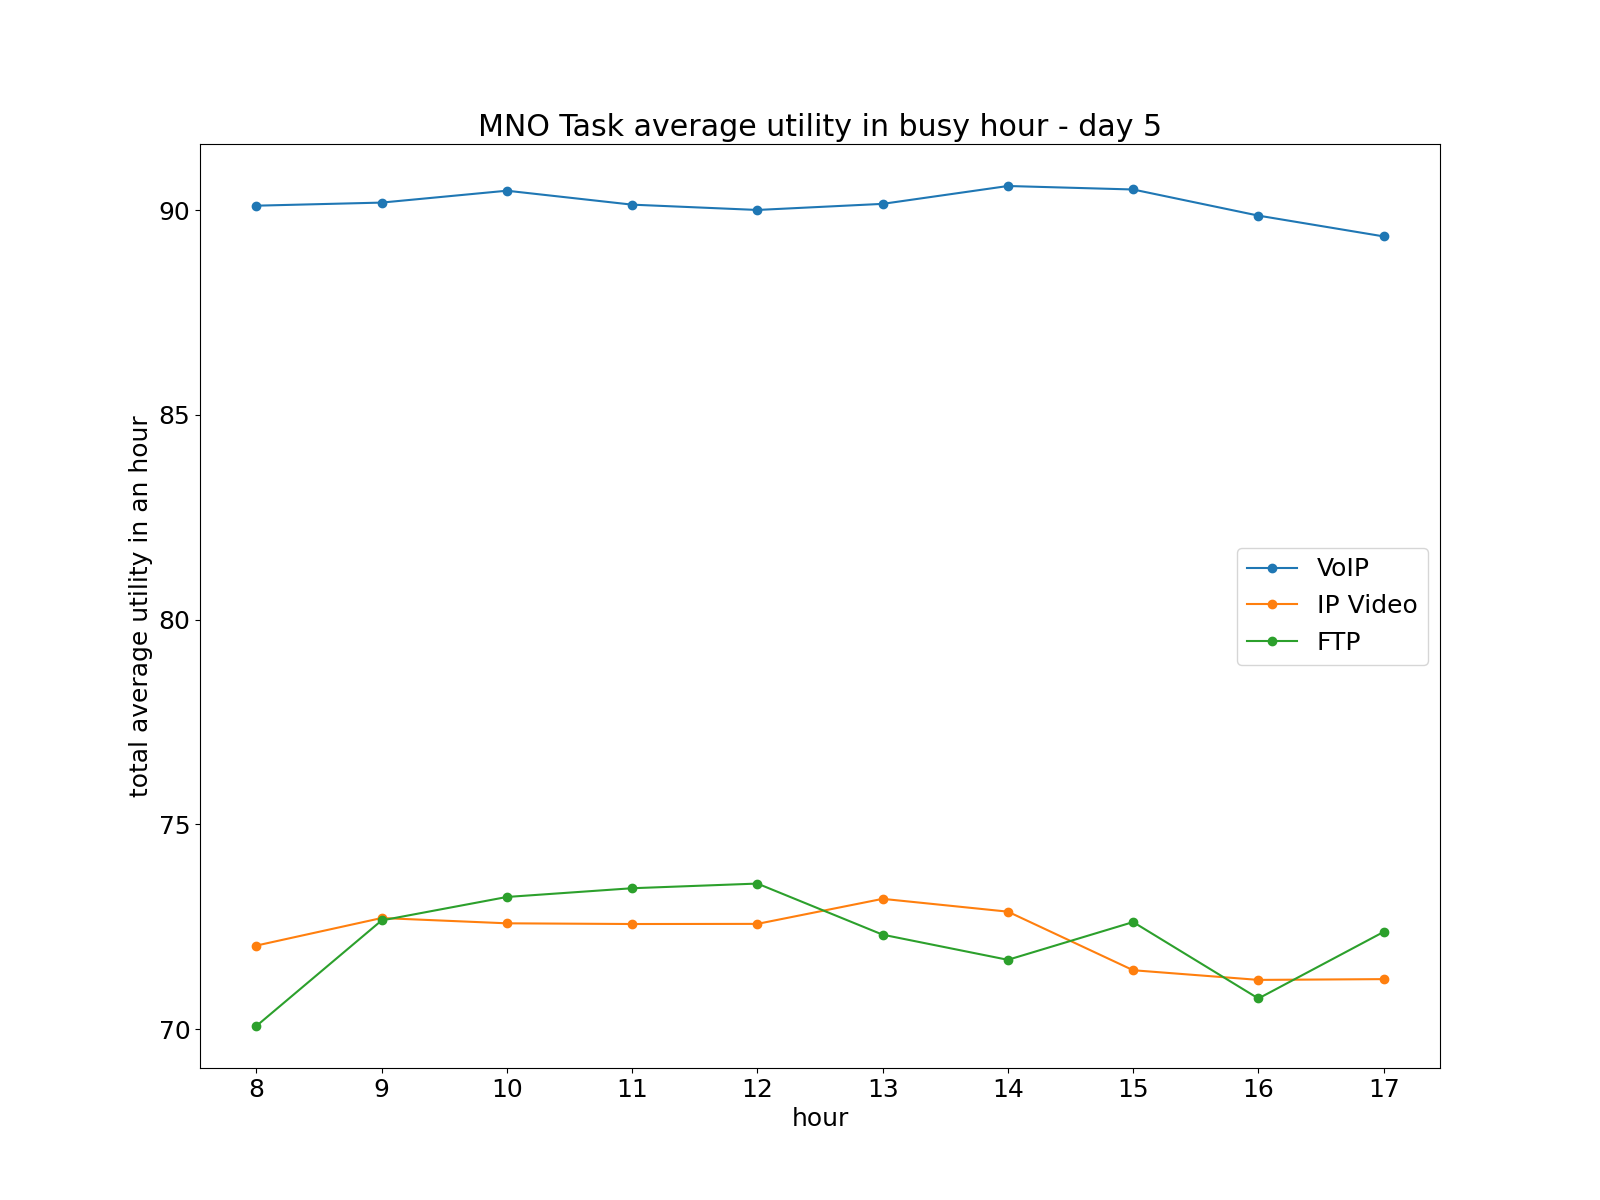 MNO Task average utility in busy hour - day 5
total average utility in an hour
90
85
80
75
70
VoIP
IP Video
FTP
8 9 10 11 12 13 14 15 16 17
hour